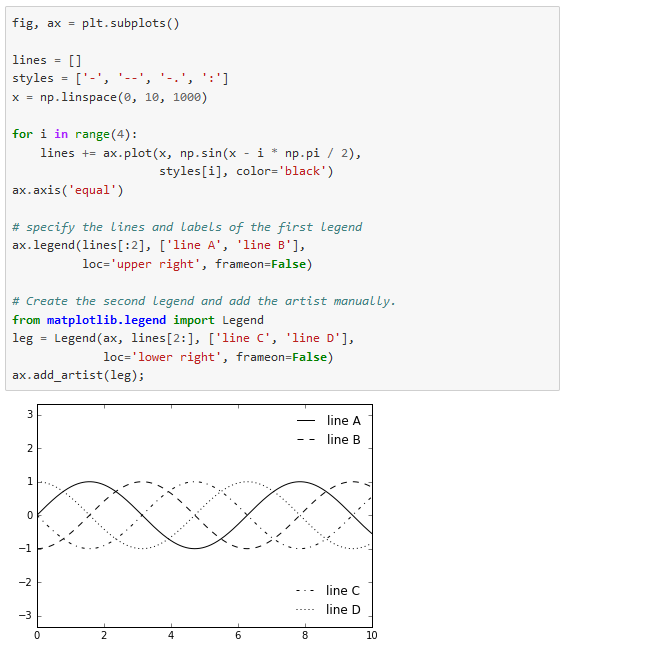 fig, ax = plt.subplots()

lines = []
styles = ['-', '--', '-.', ':']
x = np.linspace(0, 10, 1000)

for i in range(4):
    lines += ax.plot(x, np.sin(x - i * np.pi / 2),
                     styles[i], color='black')
ax.axis('equal')

# specify the lines and labels of the first legend
ax.legend(lines[:2], ['line A', 'line B'],
          loc='upper right', frameon=False)

# Create the second legend and add the artist manually.
from matplotlib.legend import Legend
leg = Legend(ax, lines[2:], ['line C', 'line D'],
             loc='lower right', frameon=False)
ax.add_artist(leg);
3
line A
line B
2
1
0
−1
−2
line C
line D
−3
0 2 4 6 8 10